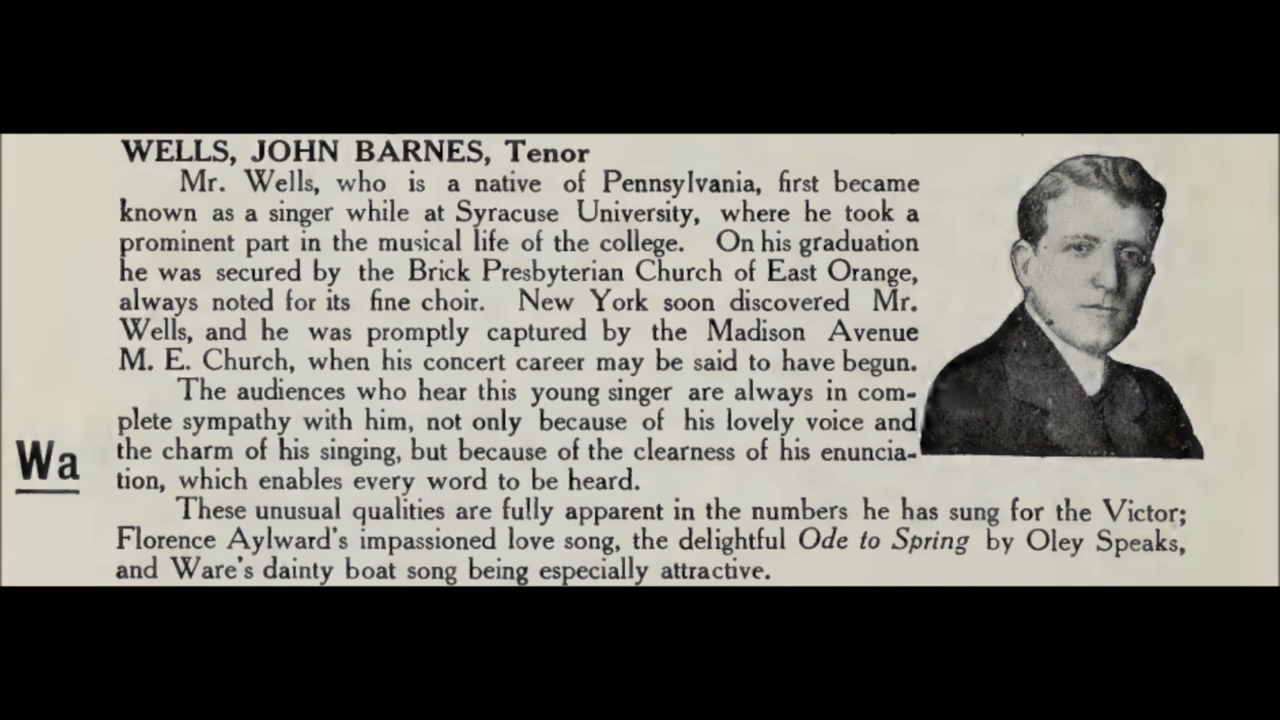 WELLS, JOHN BARNES, Tenor
Mr. Wells, who is a native of Pennsylvania, first became
known as a singer while at Syracuse University, where he took a
prominent part in the musical life of the college. On his graduation
he was secured by the Brick Presbyterian Church of East Orange,
always noted for its fine choir. New York soon discovered Mr.
Wells, and he was promptly captured by the Madison Avenue
M. E. Church, when his concert career may be said to have begun.
The audiences who hear this young singer are always in com-
plete sympathy with him, not only because of his lovely voice and
the charm of his singing, but because of the clearness of his enuncia-
tion, which enables every word to be heard.
These unusual qualities are fully apparent in the numbers he has sung for the Victor;
Florence Aylward's impassioned love song, the delightful Ode to Spring by Oley Speaks,
and Ware's dainty boat song being especially attractive.
Wa